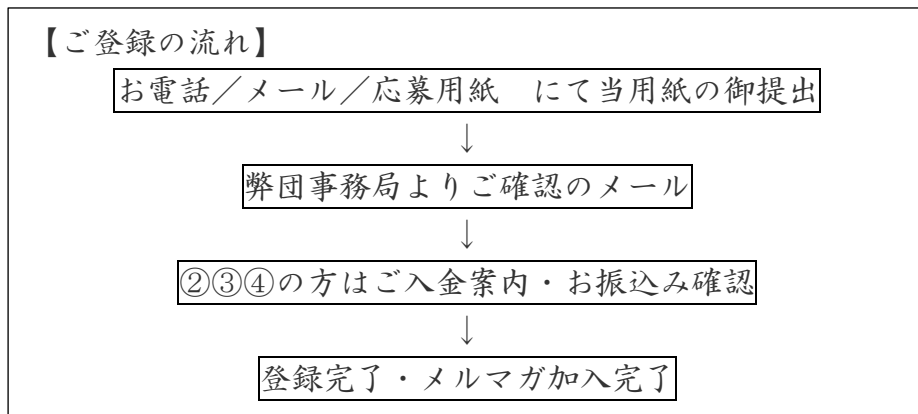 【ご登録の流れ】
お電話／メール／応募用紙　にて当用紙の御提出
↓
弊団事務局よりご確認のメール
↓
②③④の方はご入金案内・お振込み確認
↓
登録完了・メルマガ加入完了